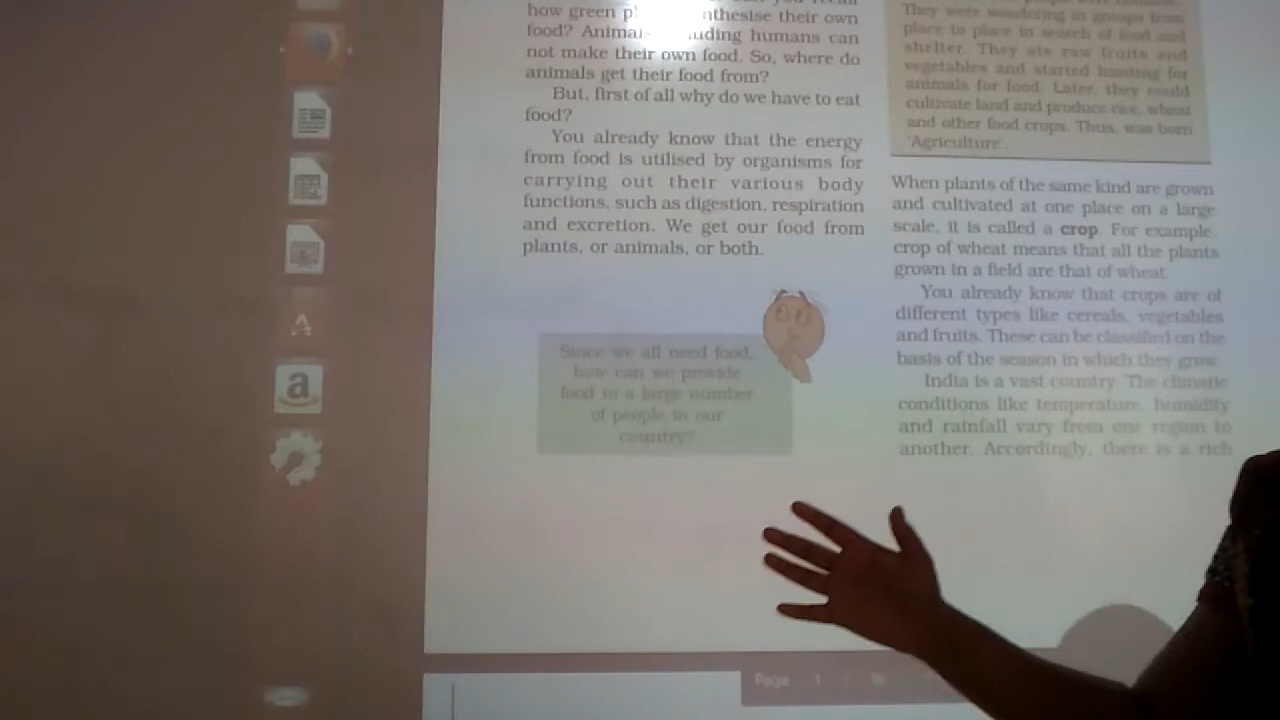 how green p nthesise their own
food? Anima uding humans can
not make their own food. So, where do
animals get their food from?
But, first of all why do we have to eat
food?
You already know that the energy
from food is utilised by organisms for
carrying out their various body
functions, such as digestion, respiration
and excretion. We get our food from
plants, or animals, or both.
Since we all need food,
how can we provide
food to a large number
of people in our
country?
They were wandering in groups from
place to place in search of food and
shelter. They ate raw fruits and
vegetables and started hunting for
animals for food. Later, they could
cultivate land and produce rice, wheat
and other food crops. Thus, was born
'Agriculture'.
When plants of the same kind are grown
and cultivated at one place on a large
scale, it is called a crop. For example,
crop of wheat means that all the plants
grown in a field are that of wheat.
You already know that crops are of
different types like cereals, vegetables
and fruits. These can be classified on the
basis of the season in which they grow.
India is a vast country. The climatic
conditions like temperature, humidity
and rainfall vary from one region to
another. Accordingly, there is a rich
A
a
Page 1